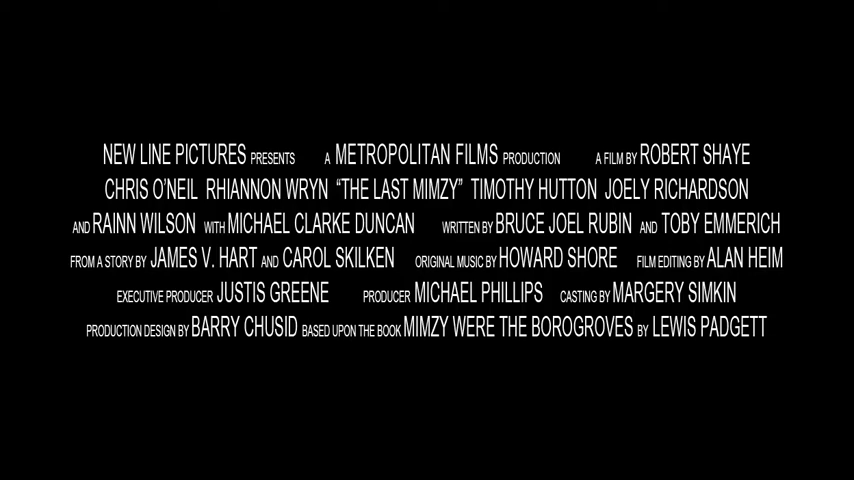 NEW LINE PICTURES PRESENTS A METROPOLITAN FILMS PRODUCTION A FILM BY ROBERT SHAYE
CHRIS O'NEIL RHIANNON WRYN "THE LAST MIMZY" TIMOTHY HUTTON JOELY RICHARDSON
AND RAINN WILSON WITH MICHAEL CLARKE DUNCAN WRITTEN BY BRUCE JOEL RUBIN AND TOBY EMMERICH
FROM A STORY BY JAMES V. HART AND CAROL SKILKEN ORIGINAL MUSIC BY HOWARD SHORE FILM EDITING BY ALAN HEIM
EXECUTIVE PRODUCER JUSTIS GREENE PRODUCER MICHAEL PHILLIPS CASTING BY MARGERY SIMKIN
PRODUCTION DESIGN BY BARRY CHUSID BASED UPON THE BOOK MIMZY WERE THE BOROGROVES BY LEWIS PADGETT